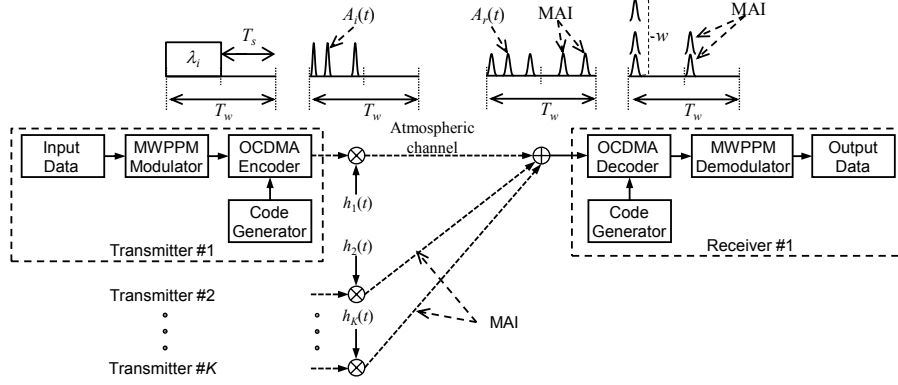 A_i(t)
A_r(t)
MAI
MAI
T_s
-w
λ_i
T_w
T_w
T_w
T_w
Input Data
MWPPM Modulator
OCDMA Encoder
Atmospheric channel
OCDMA Decoder
MWPPM Demodulator
Output Data
Code Generator
h_1(t)
Code Generator
Transmitter #1
h_2(t)
Receiver #1
Transmitter #2
h_K(t)
MAI
Transmitter #K